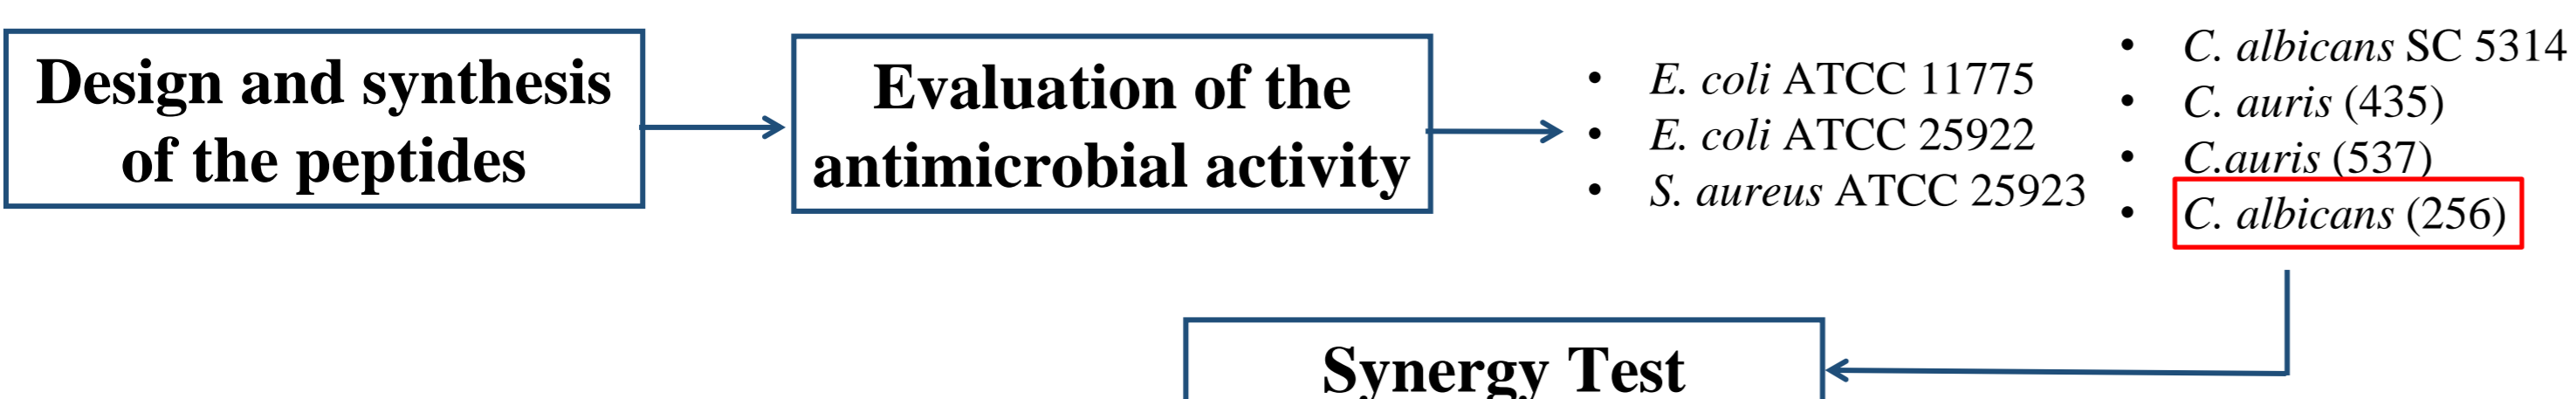 Design and synthesis
of the peptides
Evaluation of the
antimicrobial activity
• E. coli ATCC 11775
• E. coli ATCC 25922
• S. aureus ATCC 25923
• C. albicans SC 5314
• C. auris (435)
• C.auris (537)
• C. albicans (256)
Synergy Test